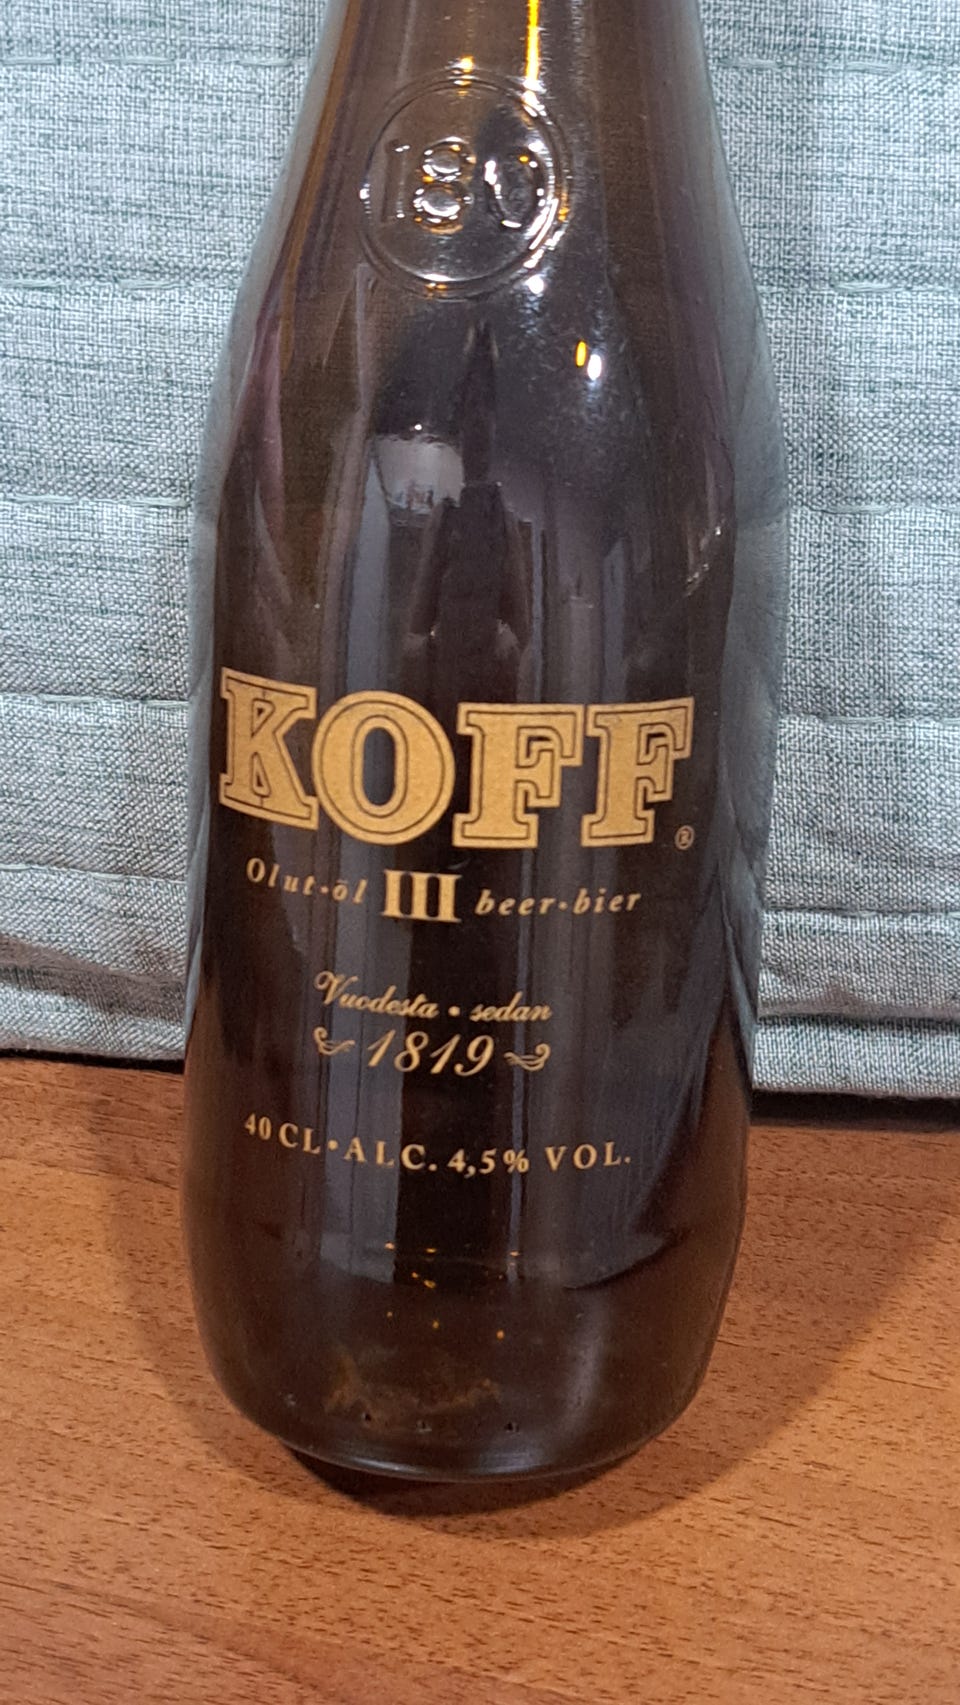 180
KOFF®
Olut•öl III beer•bier
Vuodesta • sedan
1819
40 CL•ALC. 4,5% VOL.